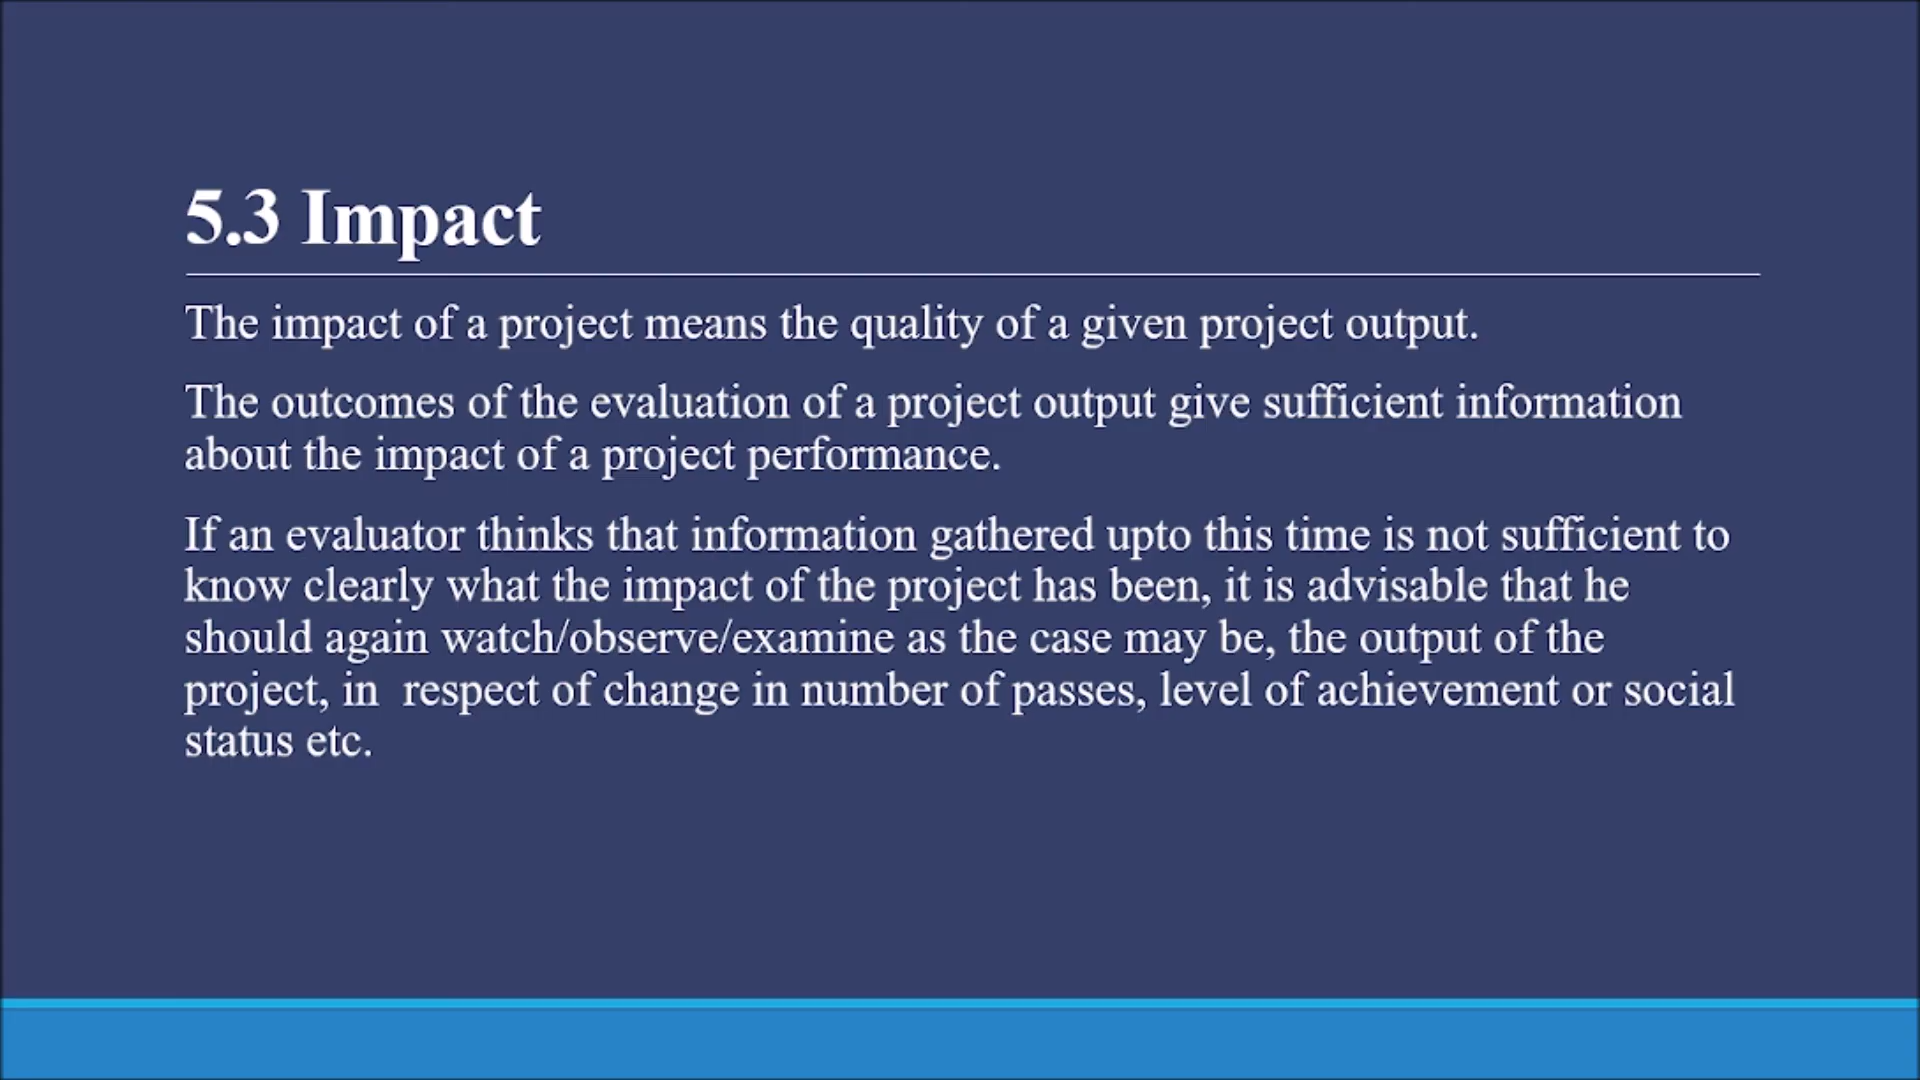 5.3 Impact
The impact of a project means the quality of a given project output.
The outcomes of the evaluation of a project output give sufficient information
about the impact of a project performance.
If an evaluator thinks that information gathered upto this time is not sufficient to
know clearly what the impact of the project has been, it is advisable that he
should again watch/observe/examine as the case may be, the output of the
project, in  respect of change in number of passes, level of achievement or social
status etc.